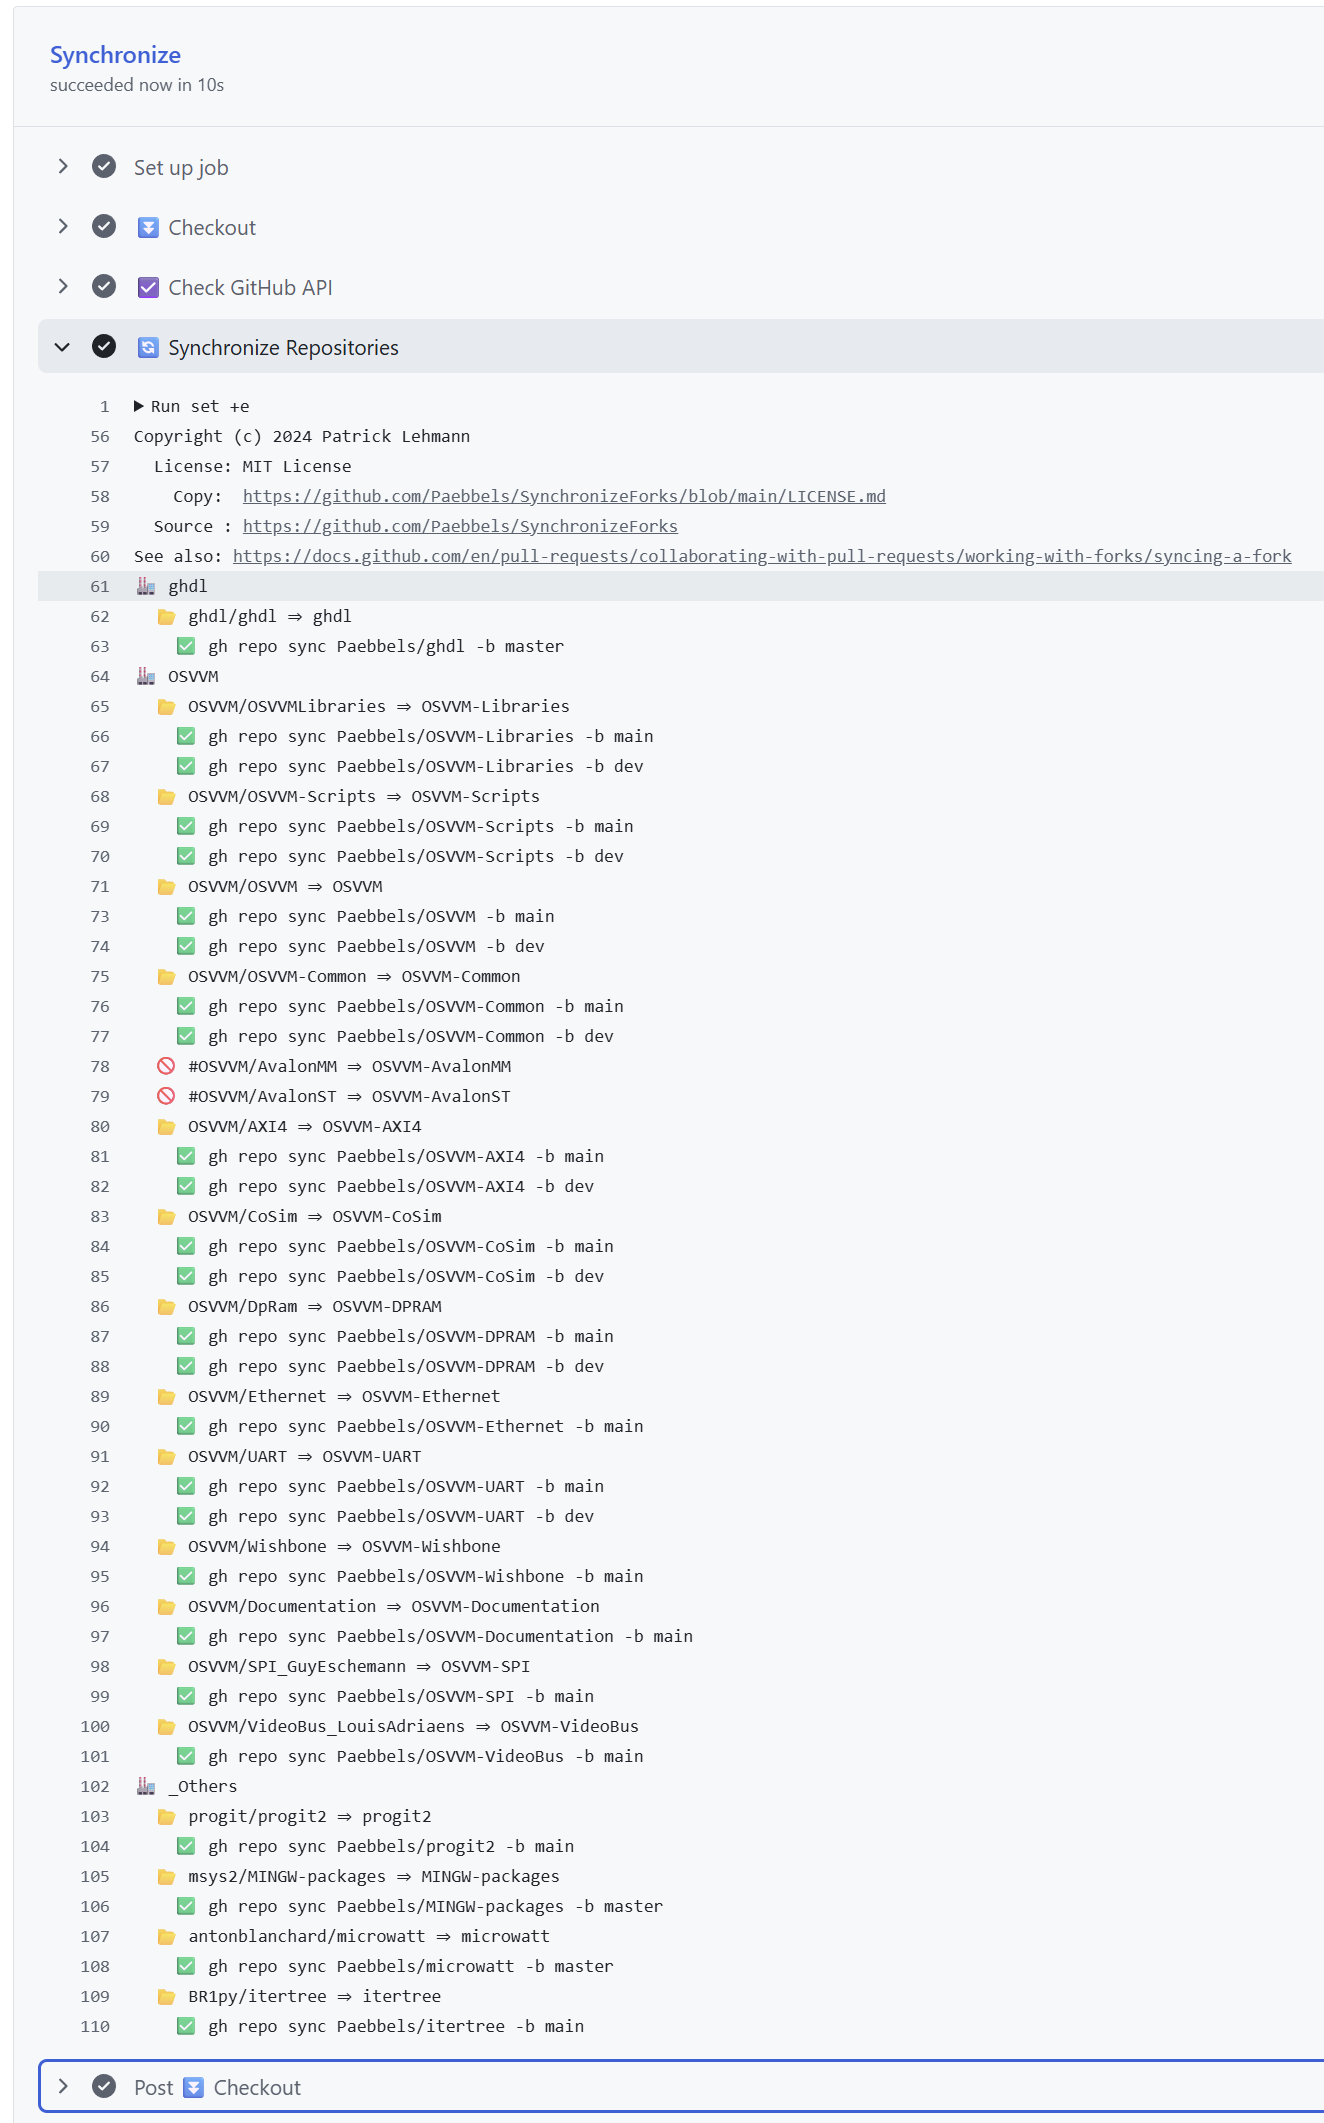 Synchronize
succeeded now in 10s
Set up job
Checkout
Check GitHub API
Synchronize Repositories
1 Run set +e
56 Copyright (c) 2024 Patrick Lehmann
57 License: MIT License
58 Copy: https://github.com/Paebbels/SynchronizeForks/blob/main/LICENSE.md
59 Source : https://github.com/Paebbels/SynchronizeForks
60 See also: https://docs.github.com/en/pull-requests/collaborating-with-pull-requests/working-with-forks/syncing-a-fork
61 ghdl
62 ghdl/ghdl ⇒ ghdl
63 gh repo sync Paebbels/ghdl -b master
64 OSVVM
65 OSVVM/OSVVMLibraries ⇒ OSVVM-Libraries
66 gh repo sync Paebbels/OSVVM-Libraries -b main
67 gh repo sync Paebbels/OSVVM-Libraries -b dev
68 OSVVM/OSVVM-Scripts ⇒ OSVVM-Scripts
69 gh repo sync Paebbels/OSVVM-Scripts -b main
70 gh repo sync Paebbels/OSVVM-Scripts -b dev
71 OSVVM/OSVVM ⇒ OSVVM
73 gh repo sync Paebbels/OSVVM -b main
74 gh repo sync Paebbels/OSVVM -b dev
75 OSVVM/OSVVM-Common ⇒ OSVVM-Common
76 gh repo sync Paebbels/OSVVM-Common -b main
77 gh repo sync Paebbels/OSVVM-Common -b dev
78 #OSVVM/AvalonMM ⇒ OSVVM-AvalonMM
79 #OSVVM/AvalonST ⇒ OSVVM-AvalonST
80 OSVVM/AXI4 ⇒ OSVVM-AXI4
81 gh repo sync Paebbels/OSVVM-AXI4 -b main
82 gh repo sync Paebbels/OSVVM-AXI4 -b dev
83 OSVVM/CoSim ⇒ OSVVM-CoSim
84 gh repo sync Paebbels/OSVVM-CoSim -b main
85 gh repo sync Paebbels/OSVVM-CoSim -b dev
86 OSVVM/DpRam ⇒ OSVVM-DPRAM
87 gh repo sync Paebbels/OSVVM-DPRAM -b main
88 gh repo sync Paebbels/OSVVM-DPRAM -b dev
89 OSVVM/Ethernet ⇒ OSVVM-Ethernet
90 gh repo sync Paebbels/OSVVM-Ethernet -b main
91 OSVVM/UART ⇒ OSVVM-UART
92 gh repo sync Paebbels/OSVVM-UART -b main
93 gh repo sync Paebbels/OSVVM-UART -b dev
94 OSVVM/Wishbone ⇒ OSVVM-Wishbone
95 gh repo sync Paebbels/OSVVM-Wishbone -b main
96 OSVVM/Documentation ⇒ OSVVM-Documentation
97 gh repo sync Paebbels/OSVVM-Documentation -b main
98 OSVVM/SPI_GuyEschemann ⇒ OSVVM-SPI
99 gh repo sync Paebbels/OSVVM-SPI -b main
100 OSVVM/VideoBus_LouisAdriaens ⇒ OSVVM-VideoBus
101 gh repo sync Paebbels/OSVVM-VideoBus -b main
102 _Others
103 progit/progit2 ⇒ progit2
104 gh repo sync Paebbels/progit2 -b main
105 msys2/MINGW-packages ⇒ MINGW-packages
106 gh repo sync Paebbels/MINGW-packages -b master
107 antonblanchard/microwatt ⇒ microwatt
108 gh repo sync Paebbels/microwatt -b master
109 BR1py/itertree ⇒ itertree
110 gh repo sync Paebbels/itertree -b main
Post Checkout